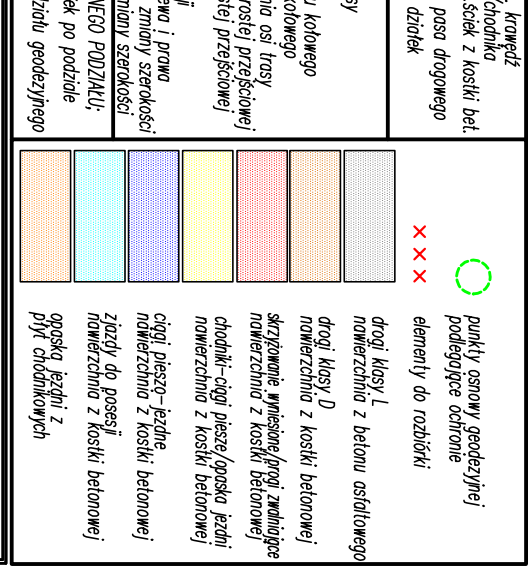 krawędź
chodnika
ściek z kostki bet.
pasa drogowego
działek
sy
u kołowego
kołowego
nia osi trasy
rostej przejściowej
stej przejściowej
ji
ewa i prawa
zmiany szerokości
miany szerokości
NEGO PODZIAŁU;
ek po podziale
ziału geodezyjnego
punkty osnowy geodezyjnej
podlegające ochronie
elementy do rozbiórki
drogi klasy L
nawierzchnia z betonu asfaltowego
drogi klasy D
nawierzchnia z kostki betonowej
skrzyżowanie wyniesione/progi zwalniające
nawierzchnia z kostki betonowej
chodniki-ciągi piesze/opaska jezdni
nawierzchnia z kostki betonowej
ciągi pieszo-jezdne
nawierzchnia z kostki betonowej
zjazdy do posesji
nawierzchnia z kostki betonowej
opaska jezdni z
płyt chodnikowych